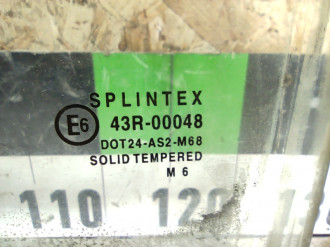 SPLINTEX
E6 43R-00048
DOT24-AS2-M68
SOLID TEMPERED
M 6
110 120